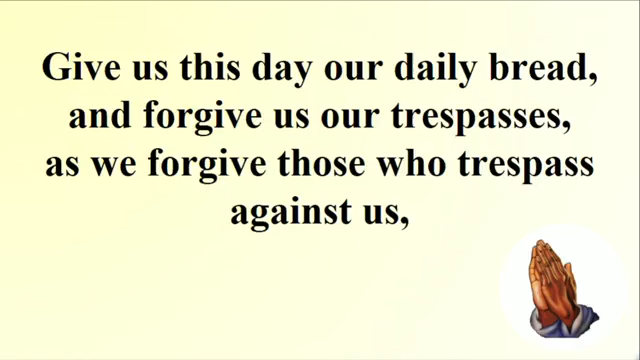 Give us this day our daily bread,
and forgive us our trespasses,
as we forgive those who trespass
against us,